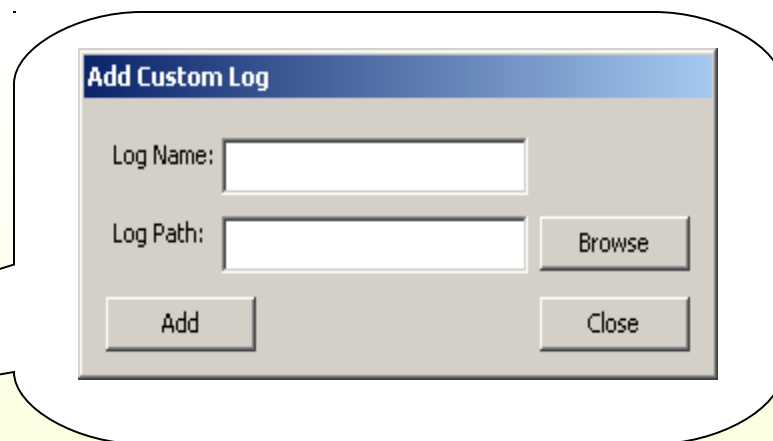 Add Custom Log
Log Name:
Log Path:
Browse
Add
Close